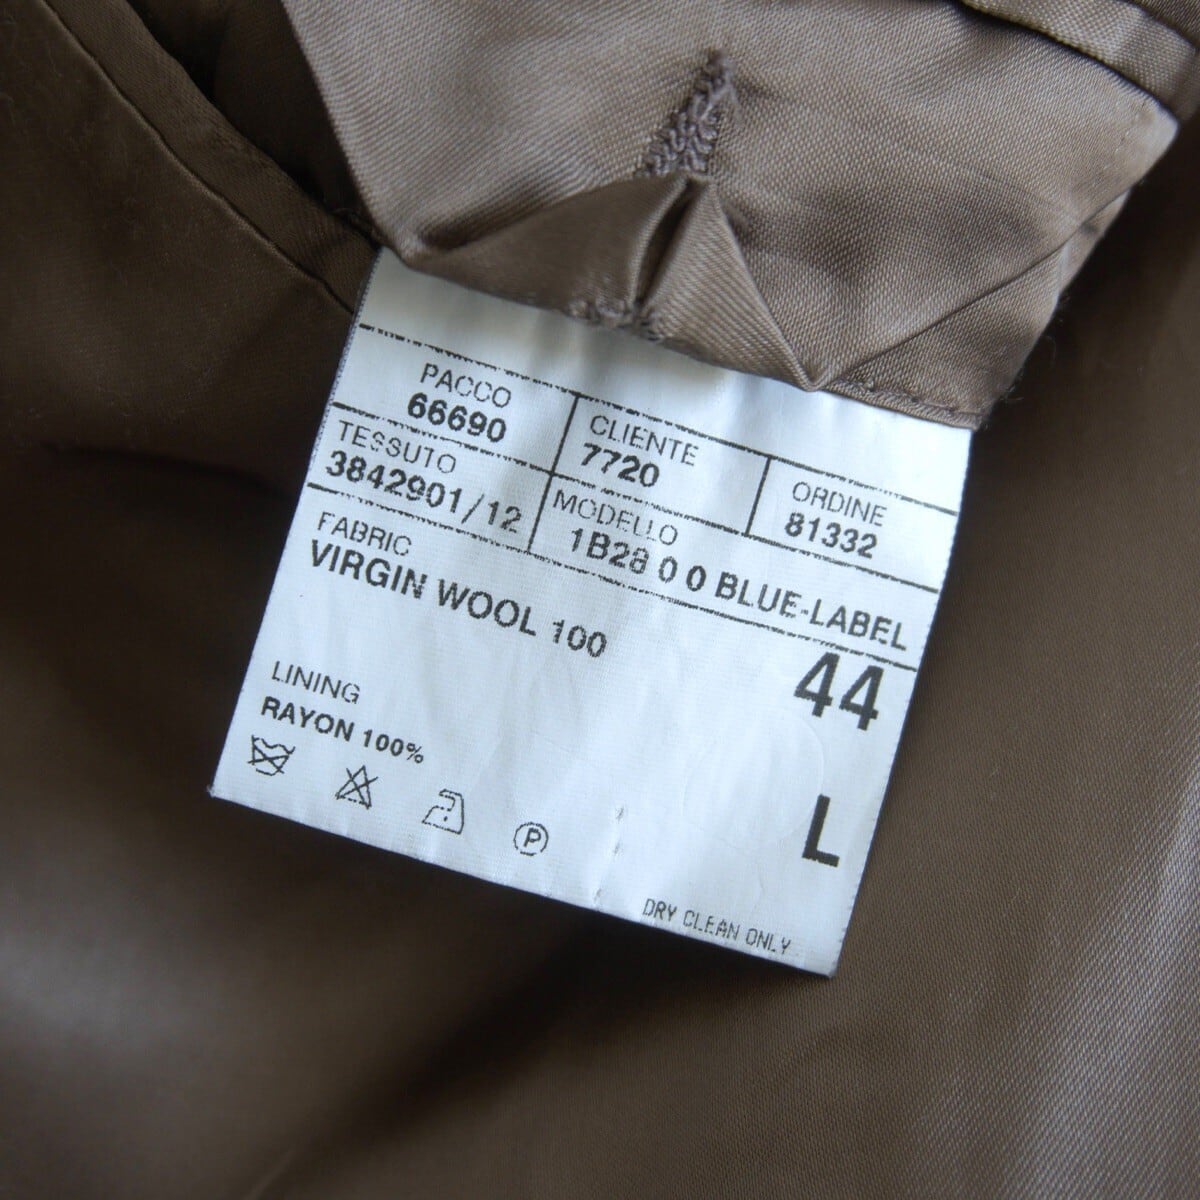 PACCO
66690
CLIENTE
7720
ORDINE
81332
TESSUTO
3842901/12
MODELLO
1B28 0 0 BLUE-LABEL
FABRIC
VIRGIN WOOL 100
44
LINING
RAYON 100%
L
P
DRY CLEAN ONLY